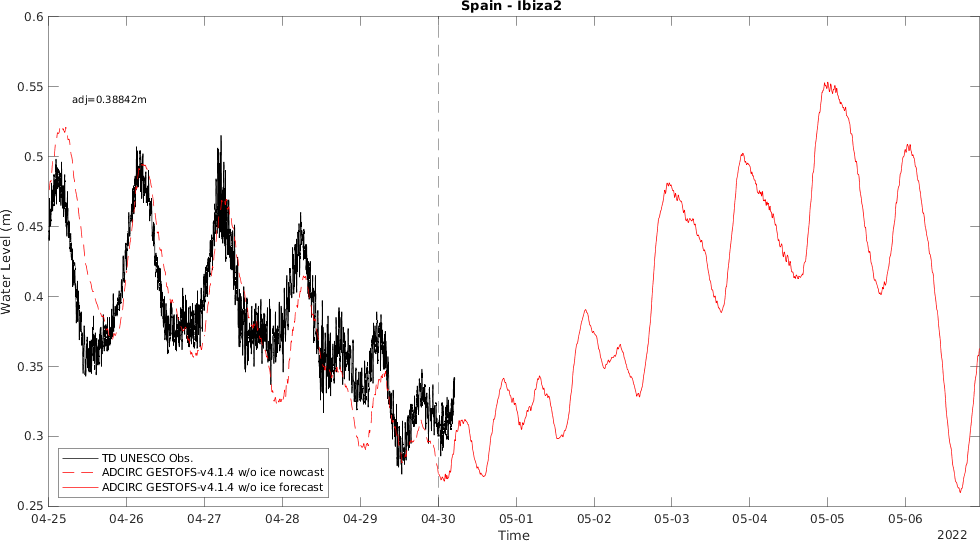 Spain - Ibiza2
0.6
0.55
adj=0.38842m
0.5
0.45
Water Level (m)
0.4
0.35
0.3
0.25
TD UNESCO Obs.
ADCIRC GESTOFS-v4.1.4 w/o ice nowcast
ADCIRC GESTOFS-v4.1.4 w/o ice forecast
04-25 04-26 04-27 04-28 04-29 04-30 05-01 05-02 05-03 05-04 05-05 05-06
Time
2022